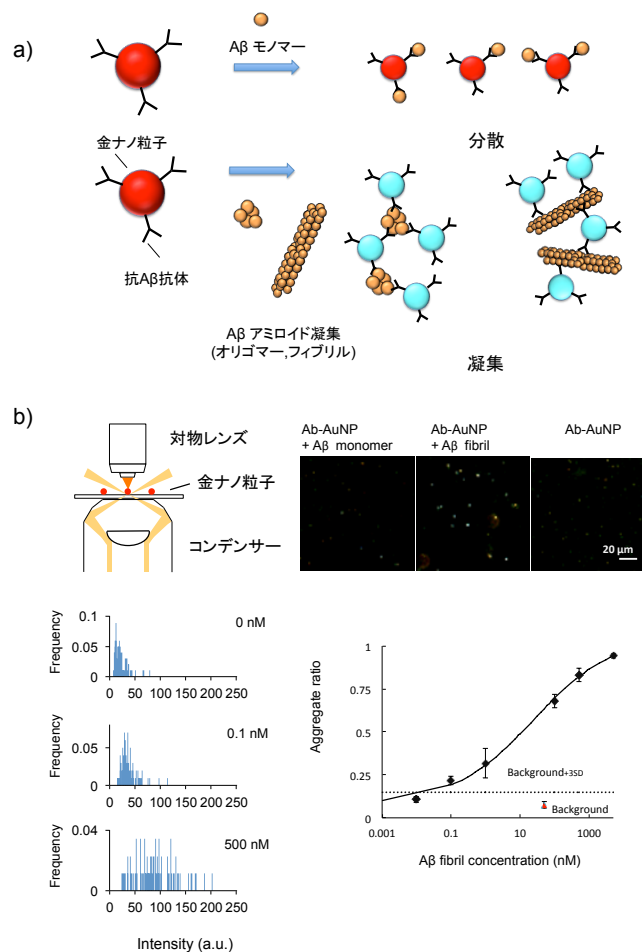 a)
Aβ モノマー
分散
金ナノ粒子
抗Aβ抗体
Aβ アミロイド凝集
(オリゴマー,フィブリル)
凝集
b)
対物レンズ
金ナノ粒子
コンデンサー
Ab-AuNP
+ Aβ monomer
Ab-AuNP
+ Aβ fibril
Ab-AuNP
20 μm
Frequency
0.1
0.05
0
0 nM
0 50 100 150 200 250
Frequency
0.1
0.05
0
0.1 nM
0 50 100 150 200 250
Frequency
0.04
0
500 nM
0 50 100 150 200 250
Intensity (a.u.)
Aggregate ratio
1
0.75
0.5
0.25
0
Background+3SD
Background
0.001 0.1 10 1000
Aβ fibril concentration (nM)